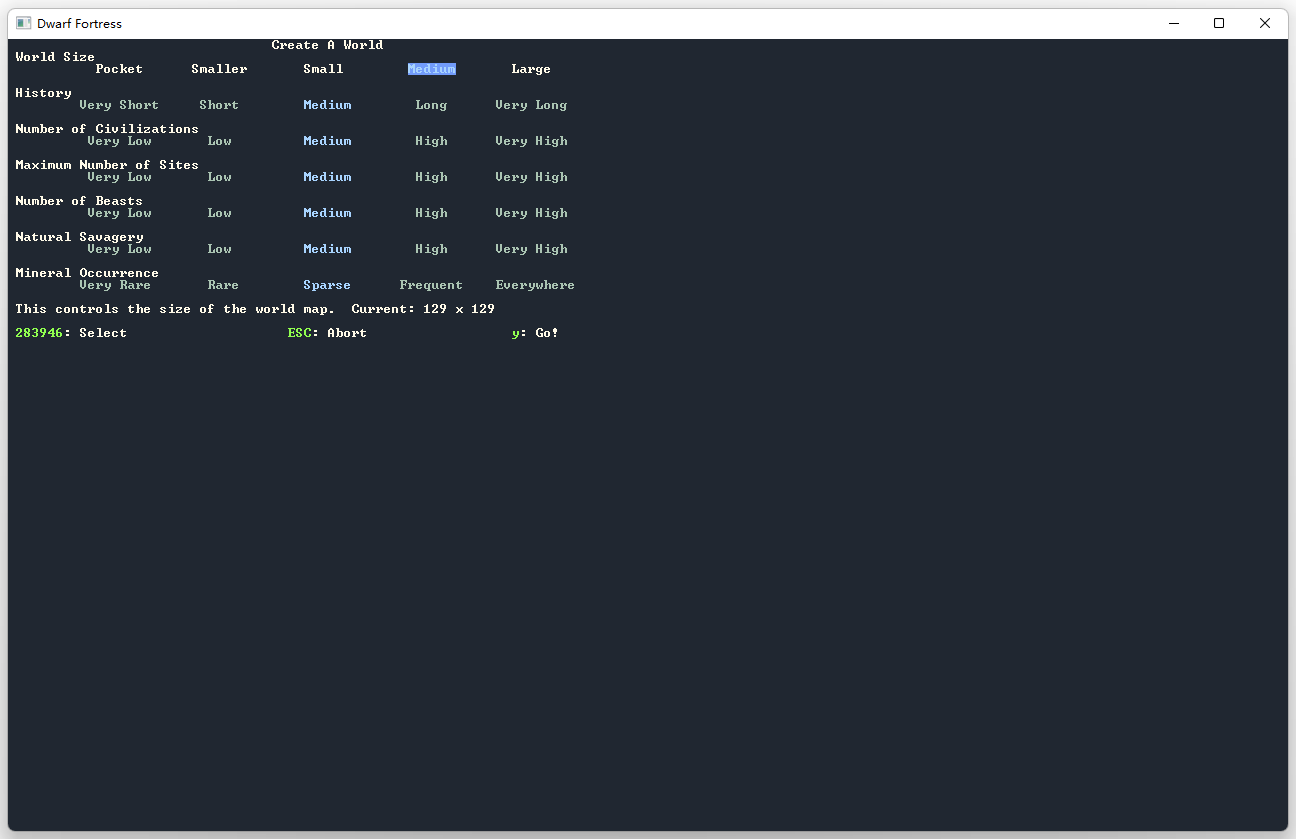 Dwarf Fortress
Create A World
World Size
Pocket Smaller Small Medium Large
History
Very Short Short Medium Long Very Long
Number of Civilizations
Very Low Low Medium High Very High
Maximum Number of Sites
Very Low Low Medium High Very High
Number of Beasts
Very Low Low Medium High Very High
Natural Savagery
Very Low Low Medium High Very High
Mineral Occurrence
Very Rare Rare Sparse Frequent Everywhere
This controls the size of the world map. Current: 129 x 129
283946: Select ESC: Abort y: Go!